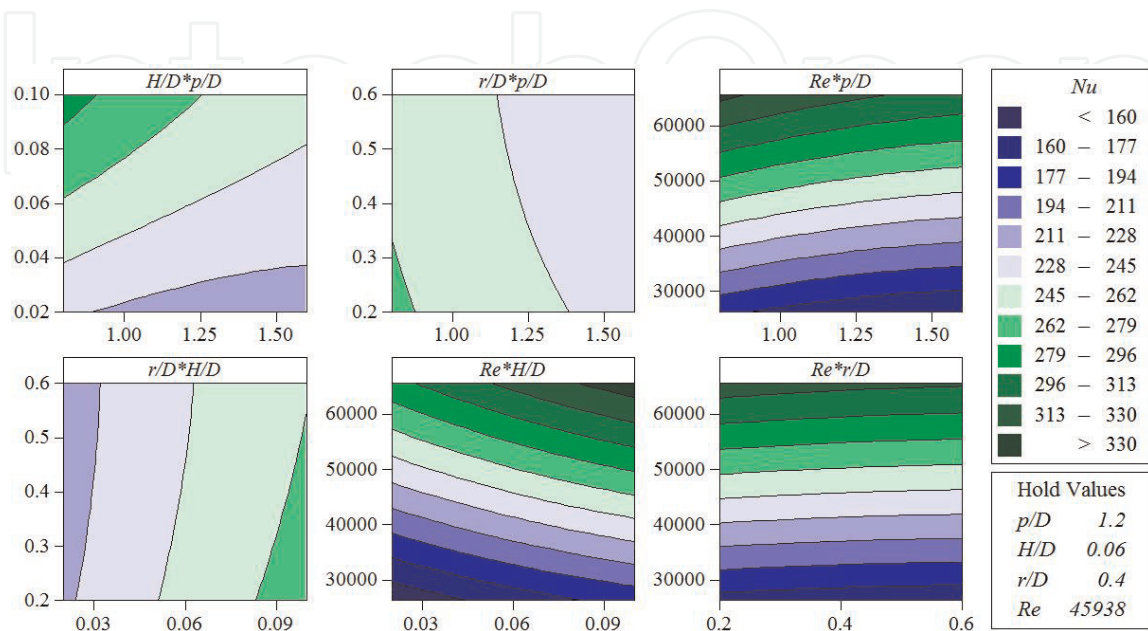 IntechOpen
H/D*p/D
r/D*p/D
Re*p/D
0.10
0.08
0.06
0.04
0.02
1.00 1.25 1.50
0.6
0.5
0.4
0.3
0.2
1.00 1.25 1.50
60000
50000
40000
30000
1.00 1.25 1.50
r/D*H/D
Re*H/D
Re*r/D
0.6
0.5
0.4
0.3
0.2
0.03 0.06 0.09
60000
50000
40000
30000
0.03 0.06 0.09
0.2 0.4 0.6
Nu
< 160
160 – 177
177 – 194
194 – 211
211 – 228
228 – 245
245 – 262
262 – 279
279 – 296
296 – 313
313 – 330
> 330
Hold Values
p/D 1.2
H/D 0.06
r/D 0.4
Re 45938